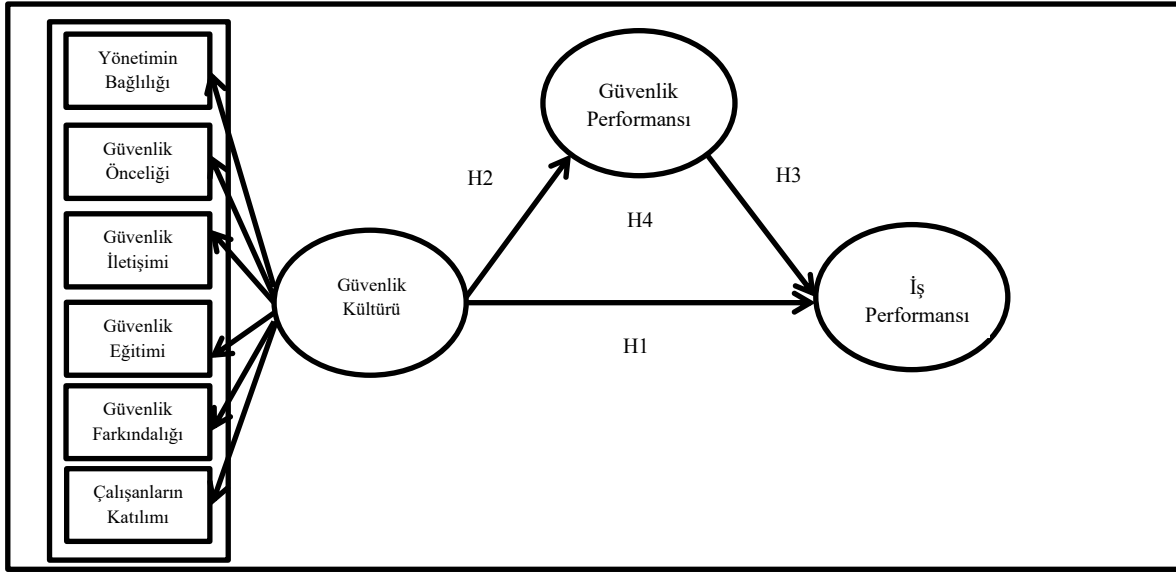 Yönetimin
Bağlılığı
Güvenlik
Önceliği
Güvenlik
İletişimi
Güvenlik
Eğitimi
Güvenlik
Farkındalığı
Çalışanların
Katılımı
Güvenlik
Kültürü
Güvenlik
Performansı
H2
H3
H4
H1
İş
Performansı